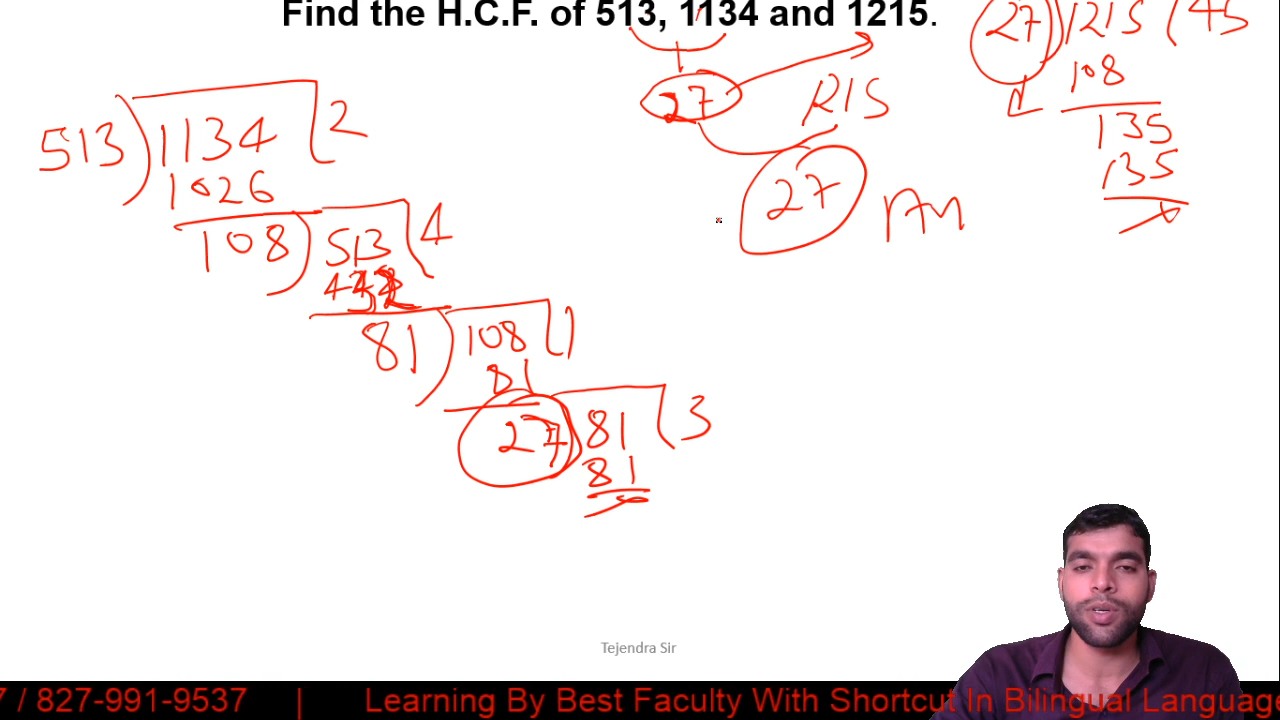 Find the H.C.F. of 513, 1134 and 1215.
27) 1215 (45
108
135
135
27
1215
27 Ans
513) 1134 (2
1026
108) 513 (4
432
81) 108 (1
81
27) 81 (3
81
Tejendra Sir
7 / 827-991-9537 | Learning By Best Faculty With Shortcut In Bilingual Language